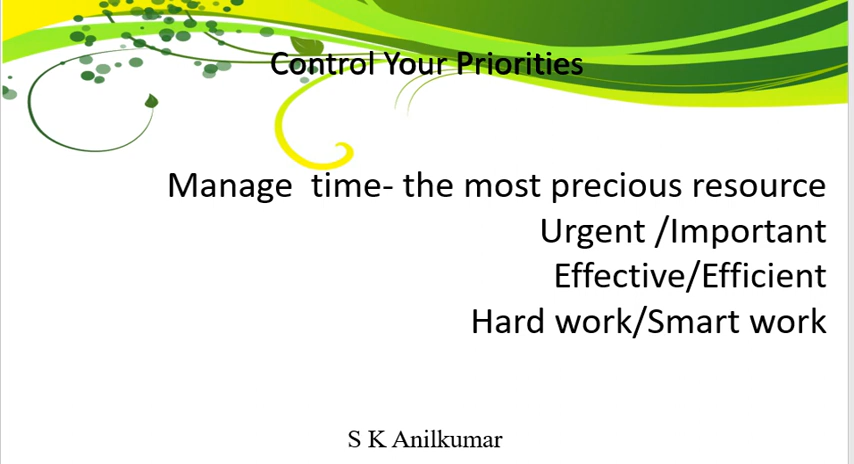 Control Your Priorities
Manage  time- the most precious resource
Urgent /Important
Effective/Efficient
Hard work/Smart work
S K Anilkumar